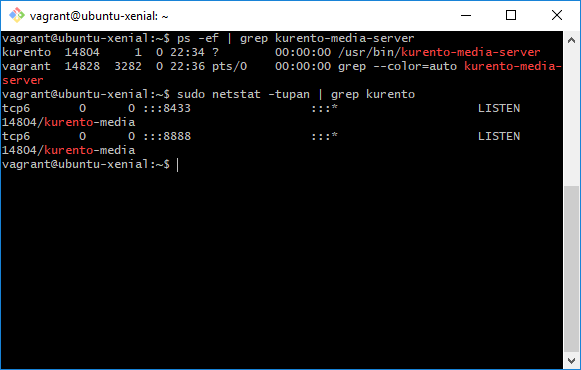 vagrant@ubuntu-xenial: ~
vagrant@ubuntu-xenial:~$ ps -ef | grep kurento-media-server
kurento  14804     1  0 22:34 ?        00:00:00 /usr/bin/kurento-media-server
vagrant  14828  3282  0 22:36 pts/0    00:00:00 grep --color=auto kurento-media-
server
vagrant@ubuntu-xenial:~$ sudo netstat -tupan | grep kurento
tcp6       0      0 :::8433                 :::*                    LISTEN
14804/kurento-media
tcp6       0      0 :::8888                 :::*                    LISTEN
14804/kurento-media
vagrant@ubuntu-xenial:~$